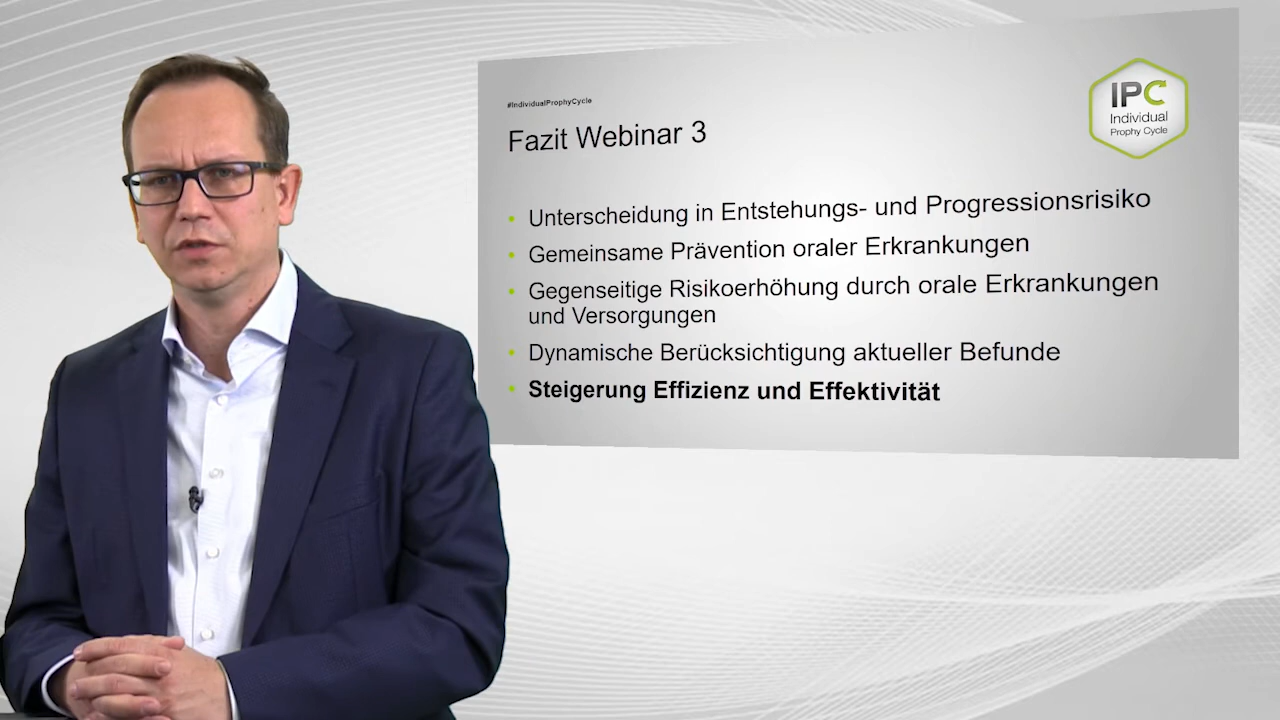 #IndividualProphyCycle
Fazit Webinar 3
IPC
Individual
Prophy Cycle
• Unterscheidung in Entstehungs- und Progressionsrisiko
• Gemeinsame Prävention oraler Erkrankungen
• Gegenseitige Risikoerhöhung durch orale Erkrankungen
und Versorgungen
• Dynamische Berücksichtigung aktueller Befunde
• Steigerung Effizienz und Effektivität